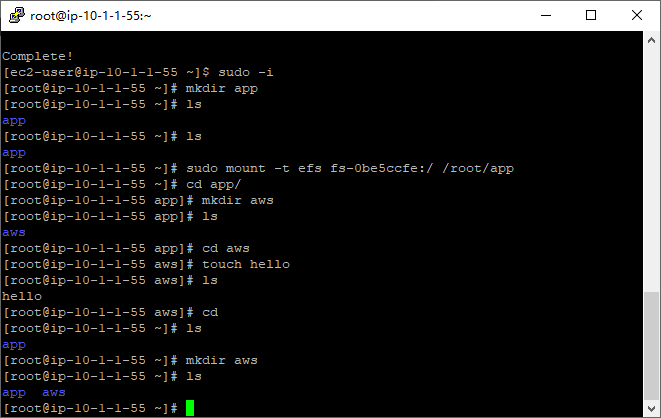 root@ip-10-1-1-55:~
Complete!
[ec2-user@ip-10-1-1-55 ~]$ sudo -i
[root@ip-10-1-1-55 ~]# mkdir app
[root@ip-10-1-1-55 ~]# ls
app
[root@ip-10-1-1-55 ~]# ls
app
[root@ip-10-1-1-55 ~]# sudo mount -t efs fs-0be5ccfe:/ /root/app
[root@ip-10-1-1-55 ~]# cd app/
[root@ip-10-1-1-55 app]# mkdir aws
[root@ip-10-1-1-55 app]# ls
aws
[root@ip-10-1-1-55 app]# cd aws
[root@ip-10-1-1-55 aws]# touch hello
[root@ip-10-1-1-55 aws]# ls
hello
[root@ip-10-1-1-55 aws]# cd
[root@ip-10-1-1-55 ~]# ls
app
[root@ip-10-1-1-55 ~]# mkdir aws
[root@ip-10-1-1-55 ~]# ls
app  aws
[root@ip-10-1-1-55 ~]#